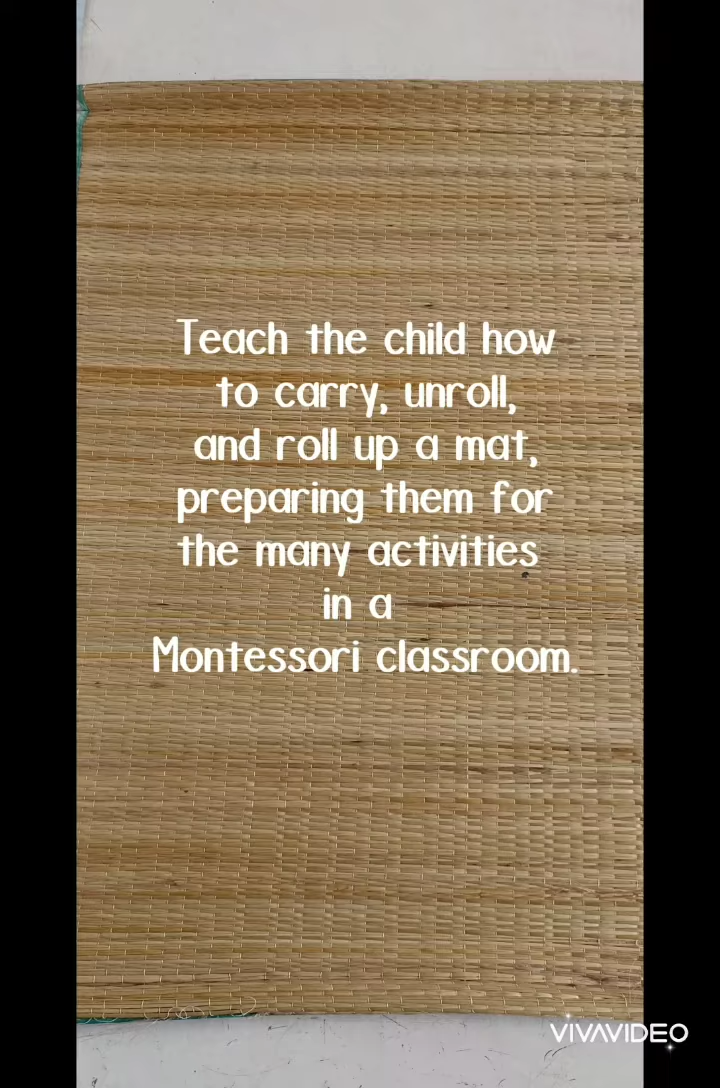 Teach the child how
to carry, unroll,
and roll up a mat,
preparing them for
the many activities
in a
Montessori classroom.
VIVAVIDEO